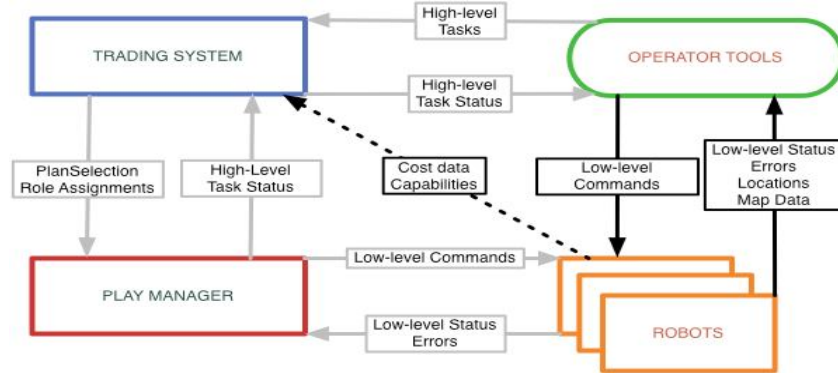 High-level
Tasks
TRADING SYSTEM
OPERATOR TOOLS
High-level
Task Status
PlanSelection
Role Assignments
High-Level
Task Status
Cost data
Capabilities
Low-level
Commands
Low-level Status
Errors
Locations
Map Data
Low-level Commands
PLAY MANAGER
Low-level Status
Errors
ROBOTS